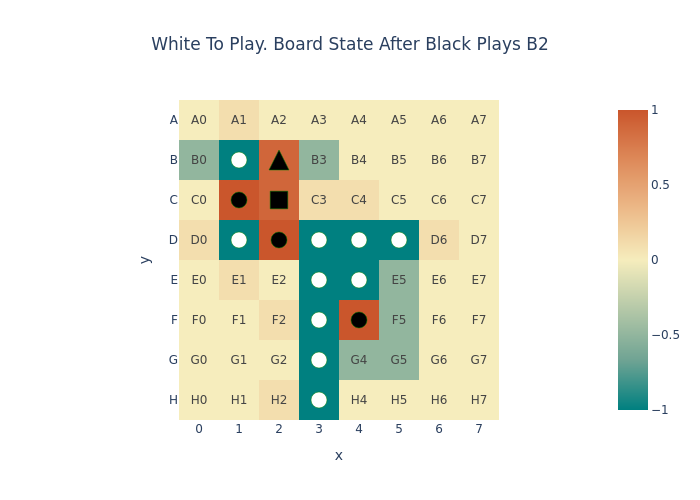 White To Play. Board State After Black Plays B2
A A0 A1 A2 A3 A4 A5 A6 A7
B B0 B3 B4 B5 B6 B7
C C0 C3 C4 C5 C6 C7
D D0 D6 D7
E E0 E1 E2 E5 E6 E7
F F0 F1 F2 F5 F6 F7
G G0 G1 G2 G4 G5 G6 G7
H H0 H1 H2 H4 H5 H6 H7
0 1 2 3 4 5 6 7
x
y
1
0.5
0
−0.5
−1